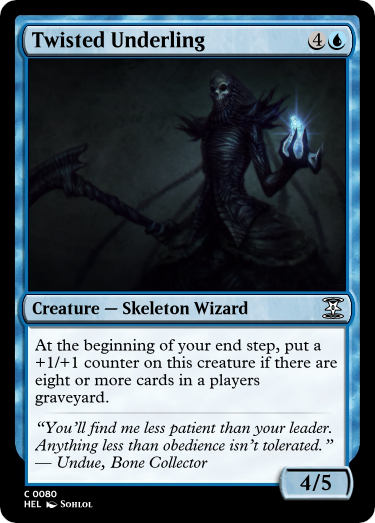 Twisted Underling 4
Creature — Skeleton Wizard
At the beginning of your end step, put a
+1/+1 counter on this creature if there are
eight or more cards in a players
graveyard.
“You’ll find me less patient than your leader.
Anything less than obedience isn’t tolerated.”
— Undue, Bone Collector
4/5
C 0080
HEL Sohlol